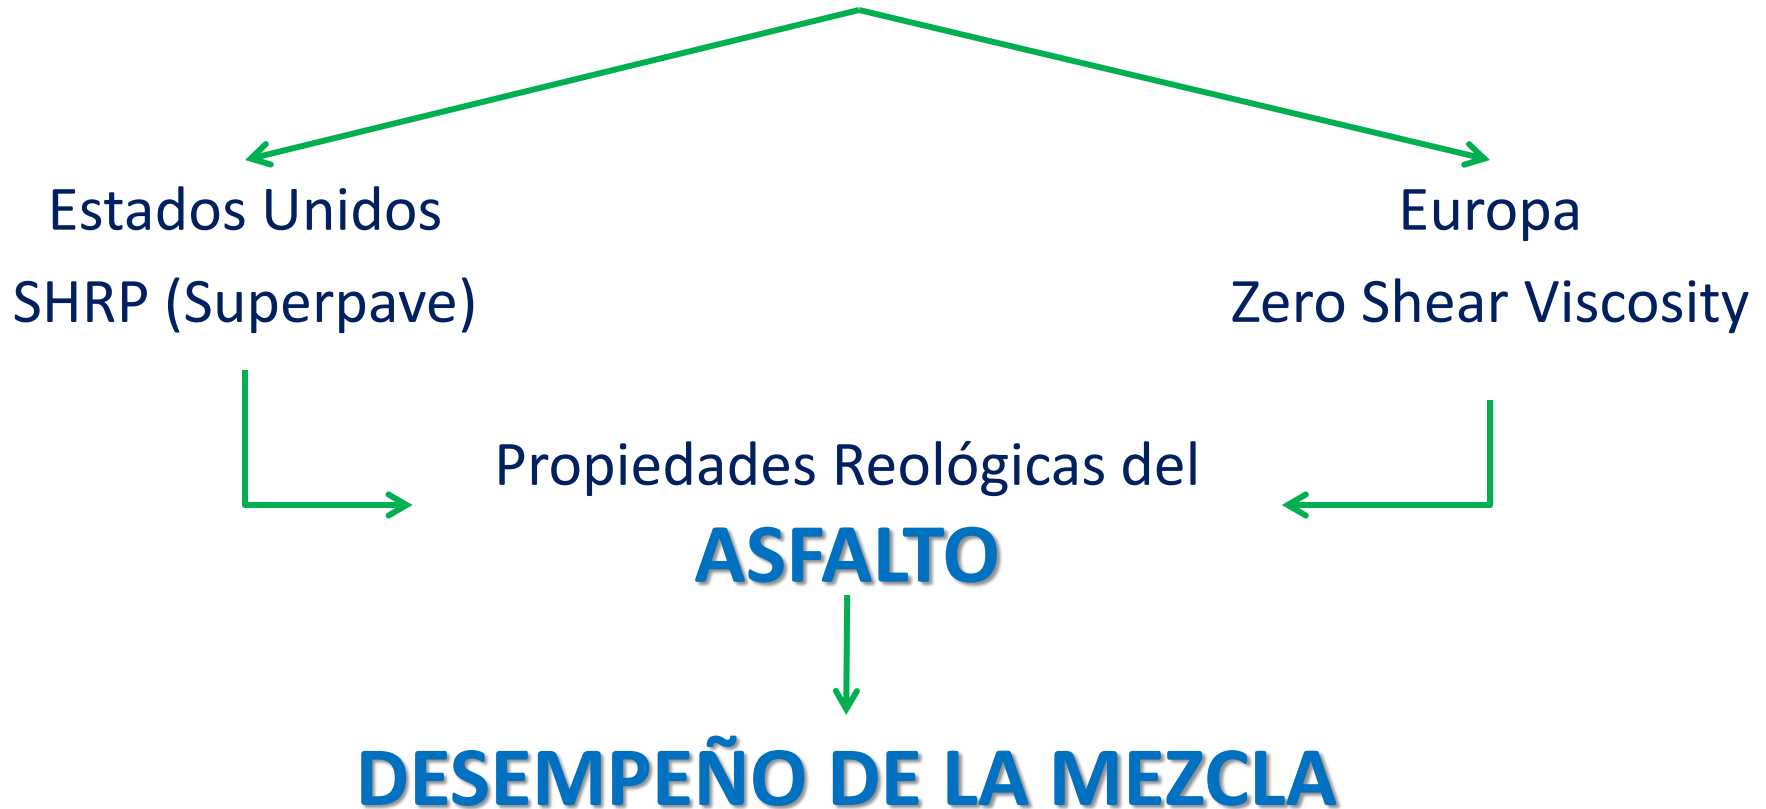 Estados Unidos
SHRP (Superpave)
Europa
Zero Shear Viscosity
Propiedades Reológicas del
ASFALTO
DESEMPEÑO DE LA MEZCLA